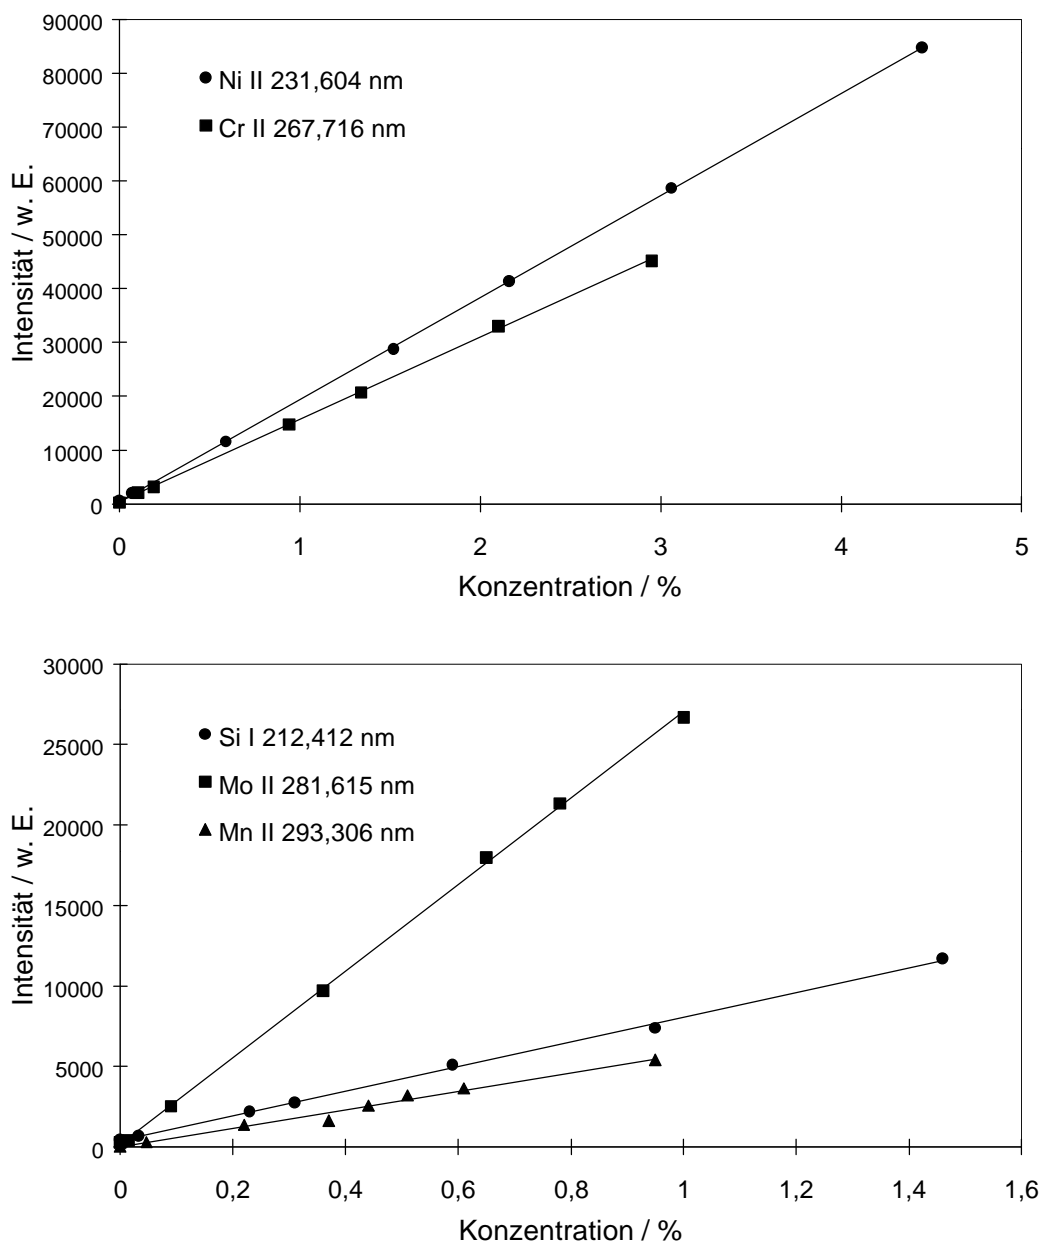 90000
80000
70000
60000
50000
40000
30000
20000
10000
0
Intensität / w. E.
Ni II 231,604 nm
Cr II 267,716 nm
0 1 2 3 4 5
Konzentration / %
30000
25000
20000
15000
10000
5000
0
Intensität / w. E.
Si I 212,412 nm
Mo II 281,615 nm
Mn II 293,306 nm
0 0,2 0,4 0,6 0,8 1 1,2 1,4 1,6
Konzentration / %